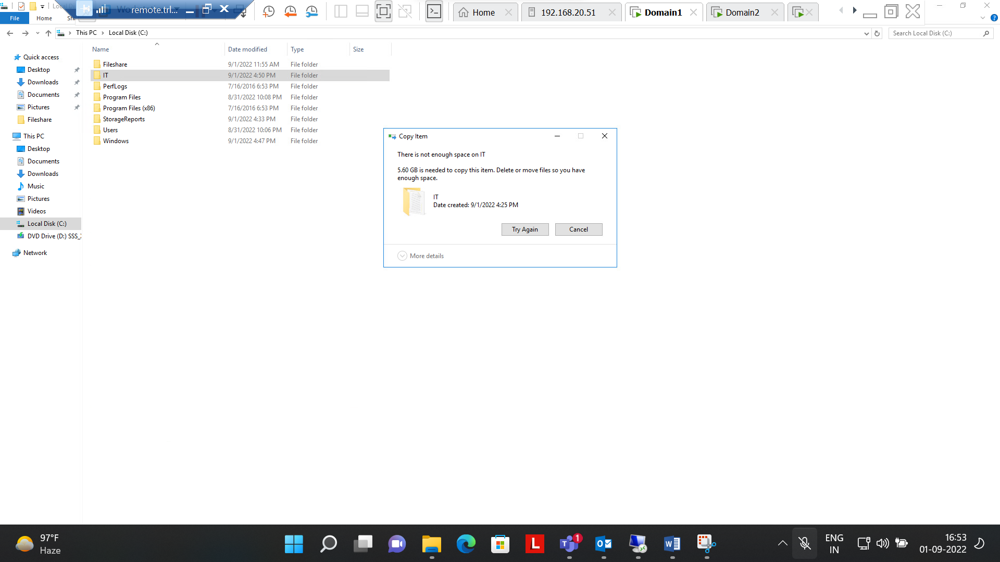 remote.trl...
Home
192.168.20.51
Domain1
Domain2
File
Home
This PC
Local Disk (C:)
Search Local Disk (C:)
Name
Date modified
Type
Size
Quick access
Desktop
Downloads
Documents
Pictures
Fileshare
This PC
Desktop
Documents
Downloads
Music
Pictures
Videos
Local Disk (C:)
DVD Drive (D:) SSS_
Network
Fileshare 9/1/2022 11:55 AM File folder
IT 9/1/2022 4:50 PM File folder
PerfLogs 7/16/2016 6:53 PM File folder
Program Files 8/31/2022 10:08 PM File folder
Program Files (x86) 7/16/2016 6:53 PM File folder
StorageReports 9/1/2022 4:33 PM File folder
Users 8/31/2022 10:06 PM File folder
Windows 9/1/2022 4:47 PM File folder
Copy Item
There is not enough space on IT
5.60 GB is needed to copy this item. Delete or move files so you have
enough space.
IT
Date created: 9/1/2022 4:25 PM
Try Again
Cancel
More details
97°F
Haze
L
1
ENG
IN
16:53
01-09-2022